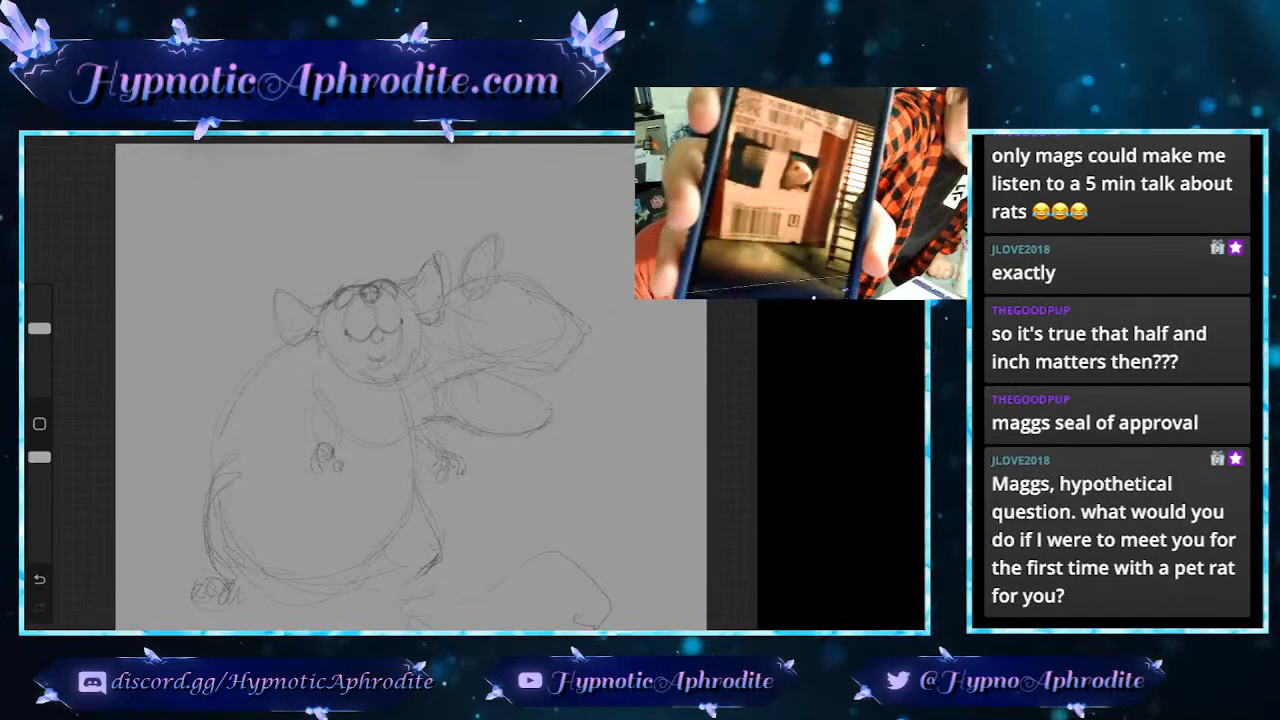 HypnoticAphrodite.com
only mags could make me
listen to a 5 min talk about
rats 😂😂😂
JLOVE2018
exactly
THEGOODPUP
so it's true that half and
inch matters then???
THEGOODPUP
maggs seal of approval
JLOVE2018
Maggs, hypothetical
question. what would you
do if I were to meet you for
the first time with a pet rat
for you?
discord.gg/HypnoticAphrodite
HypnoticAphrodite
@HypnoAphrodite